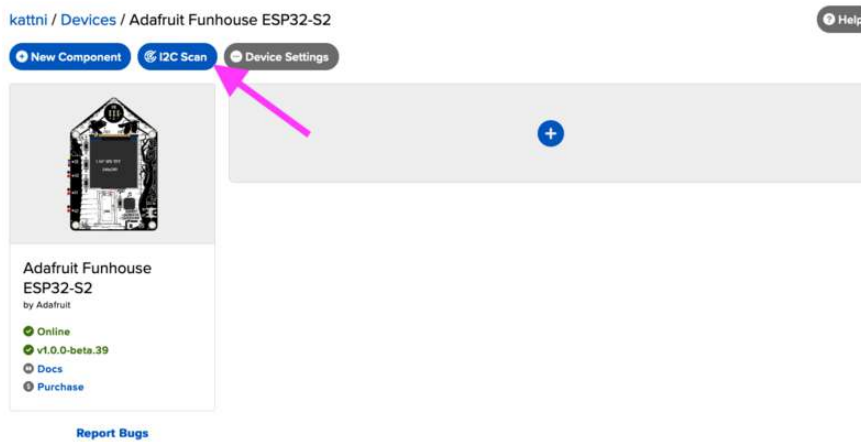 kattni / Devices / Adafruit Funhouse ESP32-S2
Help
New Component
I2C Scan
Device Settings
Adafruit Funhouse
ESP32-S2
by Adafruit
Online
v1.0.0-beta.39
Docs
Purchase
Report Bugs